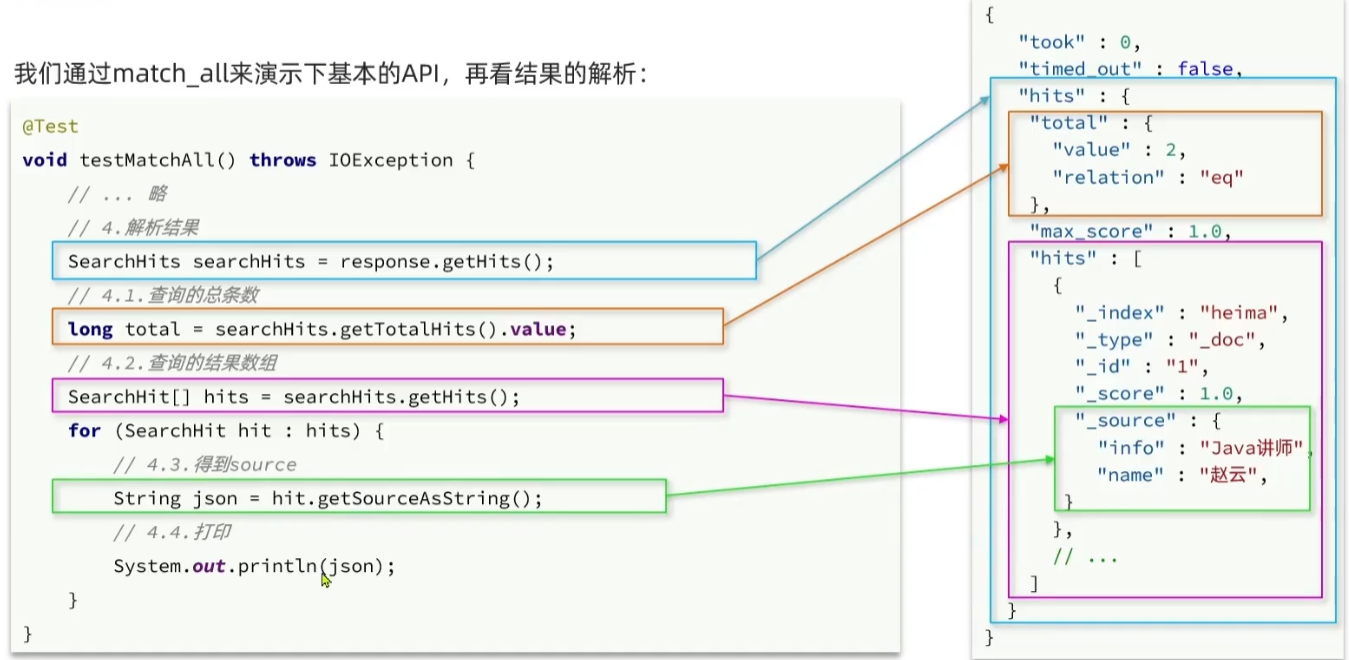 我们通过match_all来演示下基本的API，再看结果的解析：
@Test
void testMatchAll() throws IOException {
// ... 略
// 4.解析结果
SearchHits searchHits = response.getHits();
// 4.1.查询的总条数
long total = searchHits.getTotalHits().value;
// 4.2.查询的结果数组
SearchHit[] hits = searchHits.getHits();
for (SearchHit hit : hits) {
// 4.3.得到source
String json = hit.getSourceAsString();
// 4.4.打印
System.out.println(json);
}
}
{
"took" : 0,
"timed_out" : false,
"hits" : {
"total" : {
"value" : 2,
"relation" : "eq"
},
"max_score" : 1.0,
"hits" : [
{
"_index" : "heima",
"_type" : "_doc",
"_id" : "1",
"_score" : 1.0,
"_source" : {
"info" : "Java讲师",
"name" : "赵云",
}
},
// ...
]
}
}